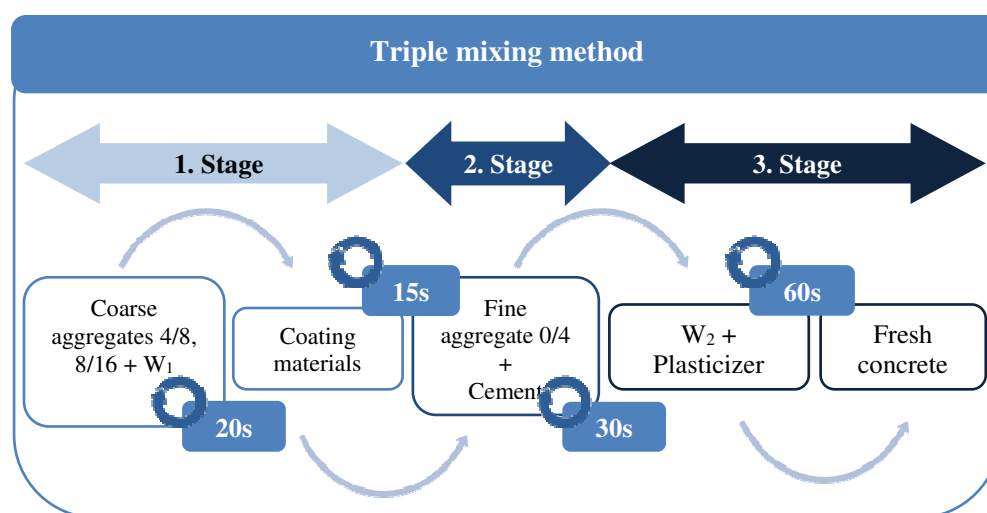 Triple mixing method
1. Stage
2. Stage
3. Stage
Coarse
aggregates 4/8,
8/16 + W₁
20s
Coating
materials
15s
Fine
aggregate 0/4
+
Cement
30s
W₂ +
Plasticizer
60s
Fresh
concrete